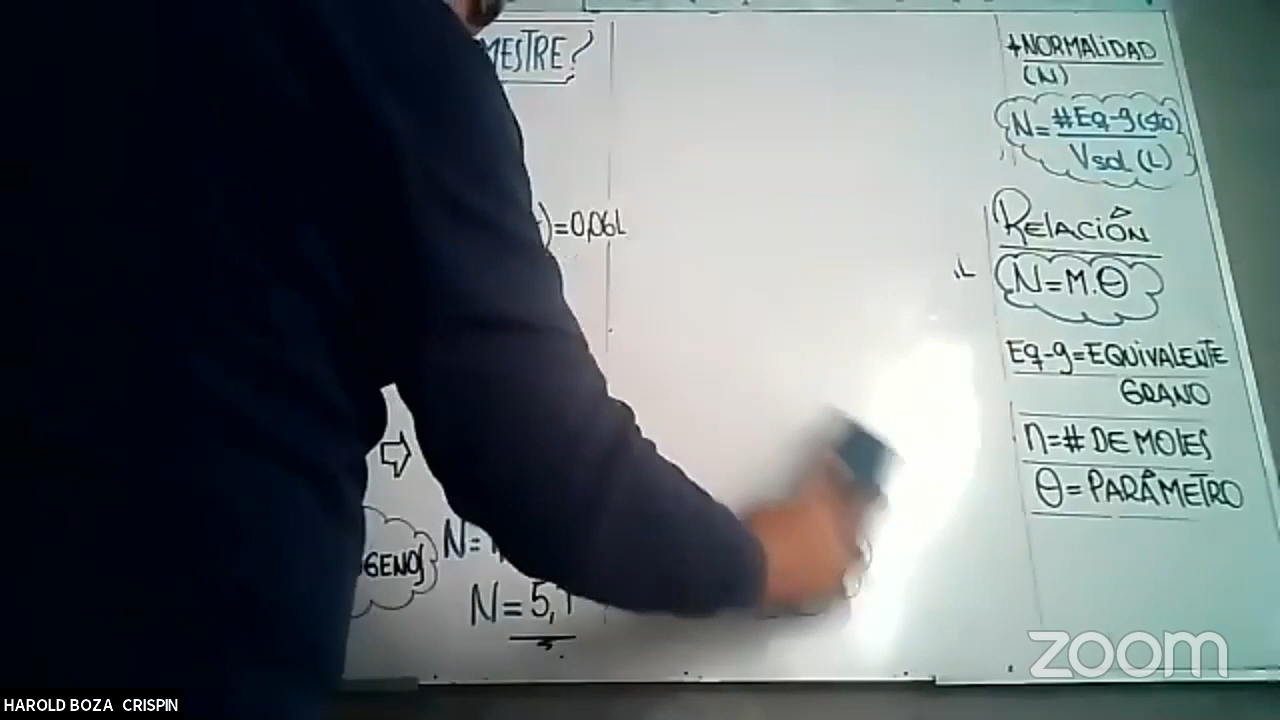 MESTRE?
)=0,06L
GENOS
N=
N=5,1
*NORMALIDAD
(N)
N=#Eq-g(sto)
Vsol(L)
RELACIÓN
N=M.Θ
Eq-g=EQUIVALENTE
GRAMO
n=# DE MOLES
Θ=PARÁMETRO
zoom
HAROLD BOZA CRISPIN